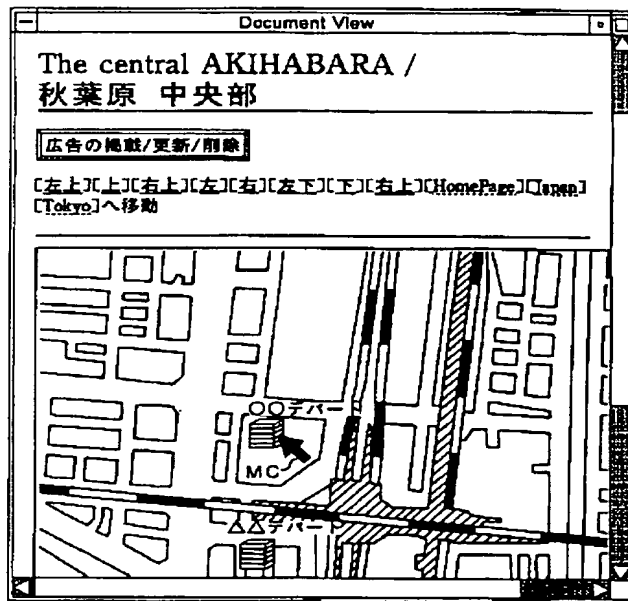 Document View
The central AKIHABARA /
秋葉原 中央部
広告の掲載/更新/削除
[左上][上][右上][左][右][左下][下][右上][HomePage][Japan]
[Tokyo]へ移動
○○デパー
MC
△△デパート